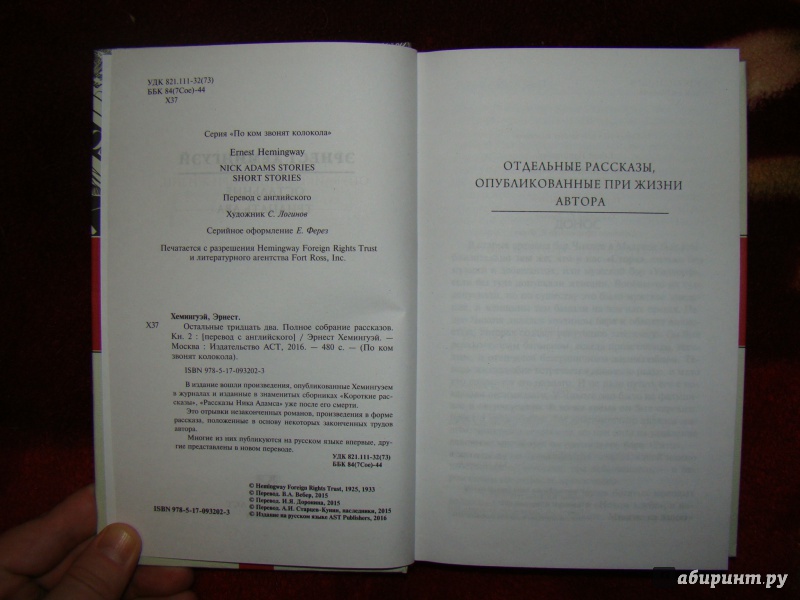 УДК 821.111-32(73)
ББК 84(7Сое)-44
Х37
Серия «По ком звонят колокола»
Ernest Hemingway
NICK ADAMS STORIES
SHORT STORIES
Перевод с английского
Художник С. Логинов
Серийное оформление Е. Ферез
Печатается с разрешения Hemingway Foreign Rights Trust
и литературного агентства Fort Ross, Inc.
Хемингуэй, Эрнест.
Х37 Остальные тридцать два. Полное собрание рассказов.
Кн. 2 : [перевод с английского] / Эрнест Хемингуэй. —
Москва : Издательство АСТ, 2016. — 480 с. — (По ком
звонят колокола).
ISBN 978-5-17-093202-3
В издание вошли произведения, опубликованные Хемингуэем
в журналах и изданные в знаменитых сборниках «Короткие рас-
сказы», «Рассказы Ника Адамса» уже после его смерти.
Это отрывки незаконченных романов, произведения в форме
рассказа, положенные в основу некоторых законченных трудов
автора.
Многие из них публикуются на русском языке впервые, дру-
гие представлены в новом переводе.
УДК 821.111-32(73)
ББК 84(7Сое)-44
© Hemingway Foreign Rights Trust, 1925, 1933
© Перевод. В.А. Вебер, 2015
© Перевод. И.Я. Доронина, 2015
© Перевод. А.И. Старцев-Кунин, наследники, 2015
© Издание на русском языке AST Publishers, 2016
ISBN 978-5-17-093202-3
ОТДЕЛЬНЫЕ РАССКАЗЫ,
ОПУБЛИКОВАННЫЕ ПРИ ЖИЗНИ
АВТОРА
абиринт.ру